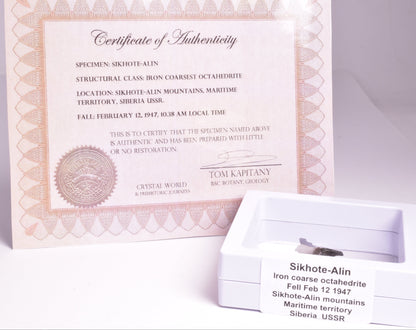 Certificate of Authenticity
SPECIMEN: SIKHOTE-ALIN
STRUCTURAL CLASS: IRON COARSEST OCTAHEDRITE
LOCATION: SIKHOTE-ALIN MOUNTAINS, MARITIME
TERRITORY, SIBERIA USSR.
FALL: FEBRUARY 12, 1947, 10.38 AM LOCAL TIME
THIS IS TO CERTIFY THAT THE SPECIMEN NAMED ABOVE
IS AUTHENTIC AND HAS BEEN PREPARED WITH LITTLE
OR NO RESTORATION.
CRYSTAL WORLD
& PREHISTORIC JOURNEYS
TOM KAPITANY
BSC BOTANY, GEOLOGY
Sikhote-Alin
Iron coarse octahedrite
Fell Feb 12 1947
Sikhote-Alin mountains
Maritime territory
Siberia USSR